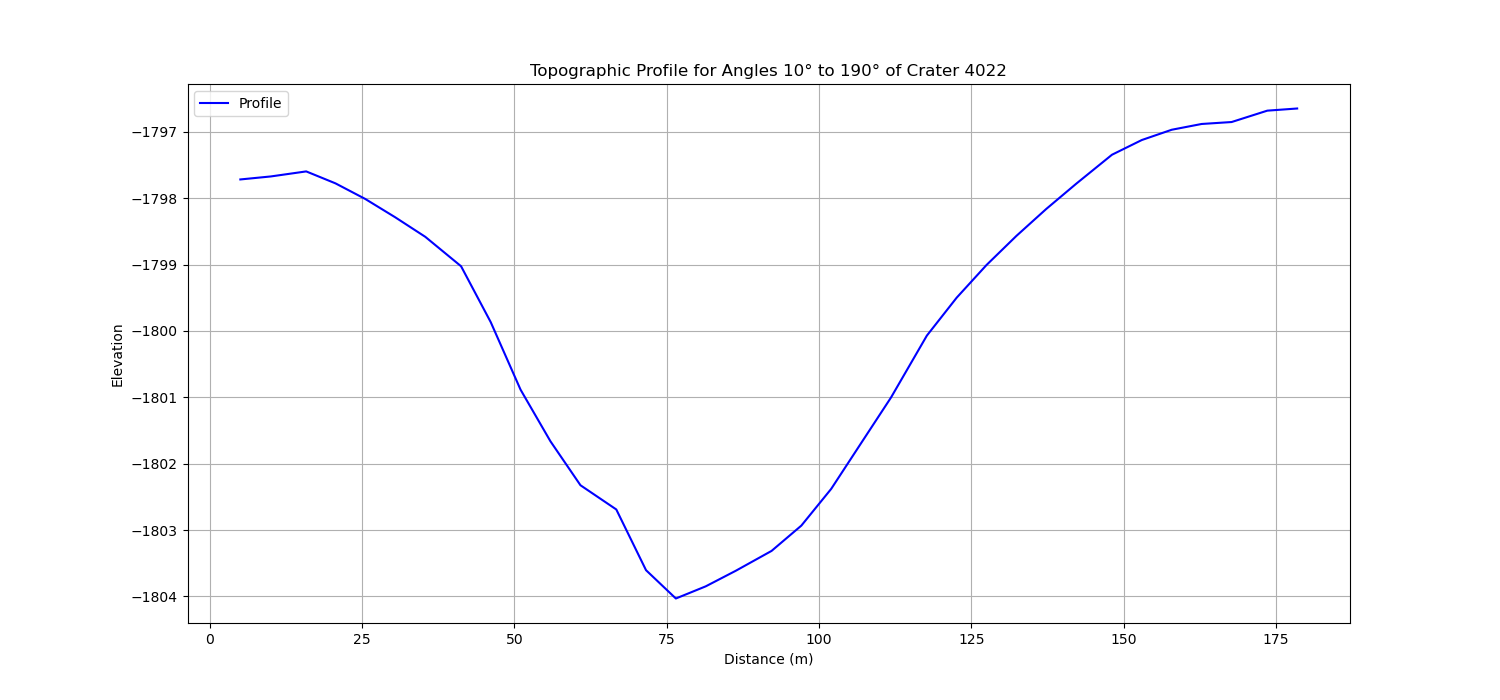 Topographic Profile for Angles 10° to 190° of Crater 4022
Profile
−1797
−1798
−1799
−1800
−1801
−1802
−1803
−1804
Elevation
0 25 50 75 100 125 150 175
Distance (m)